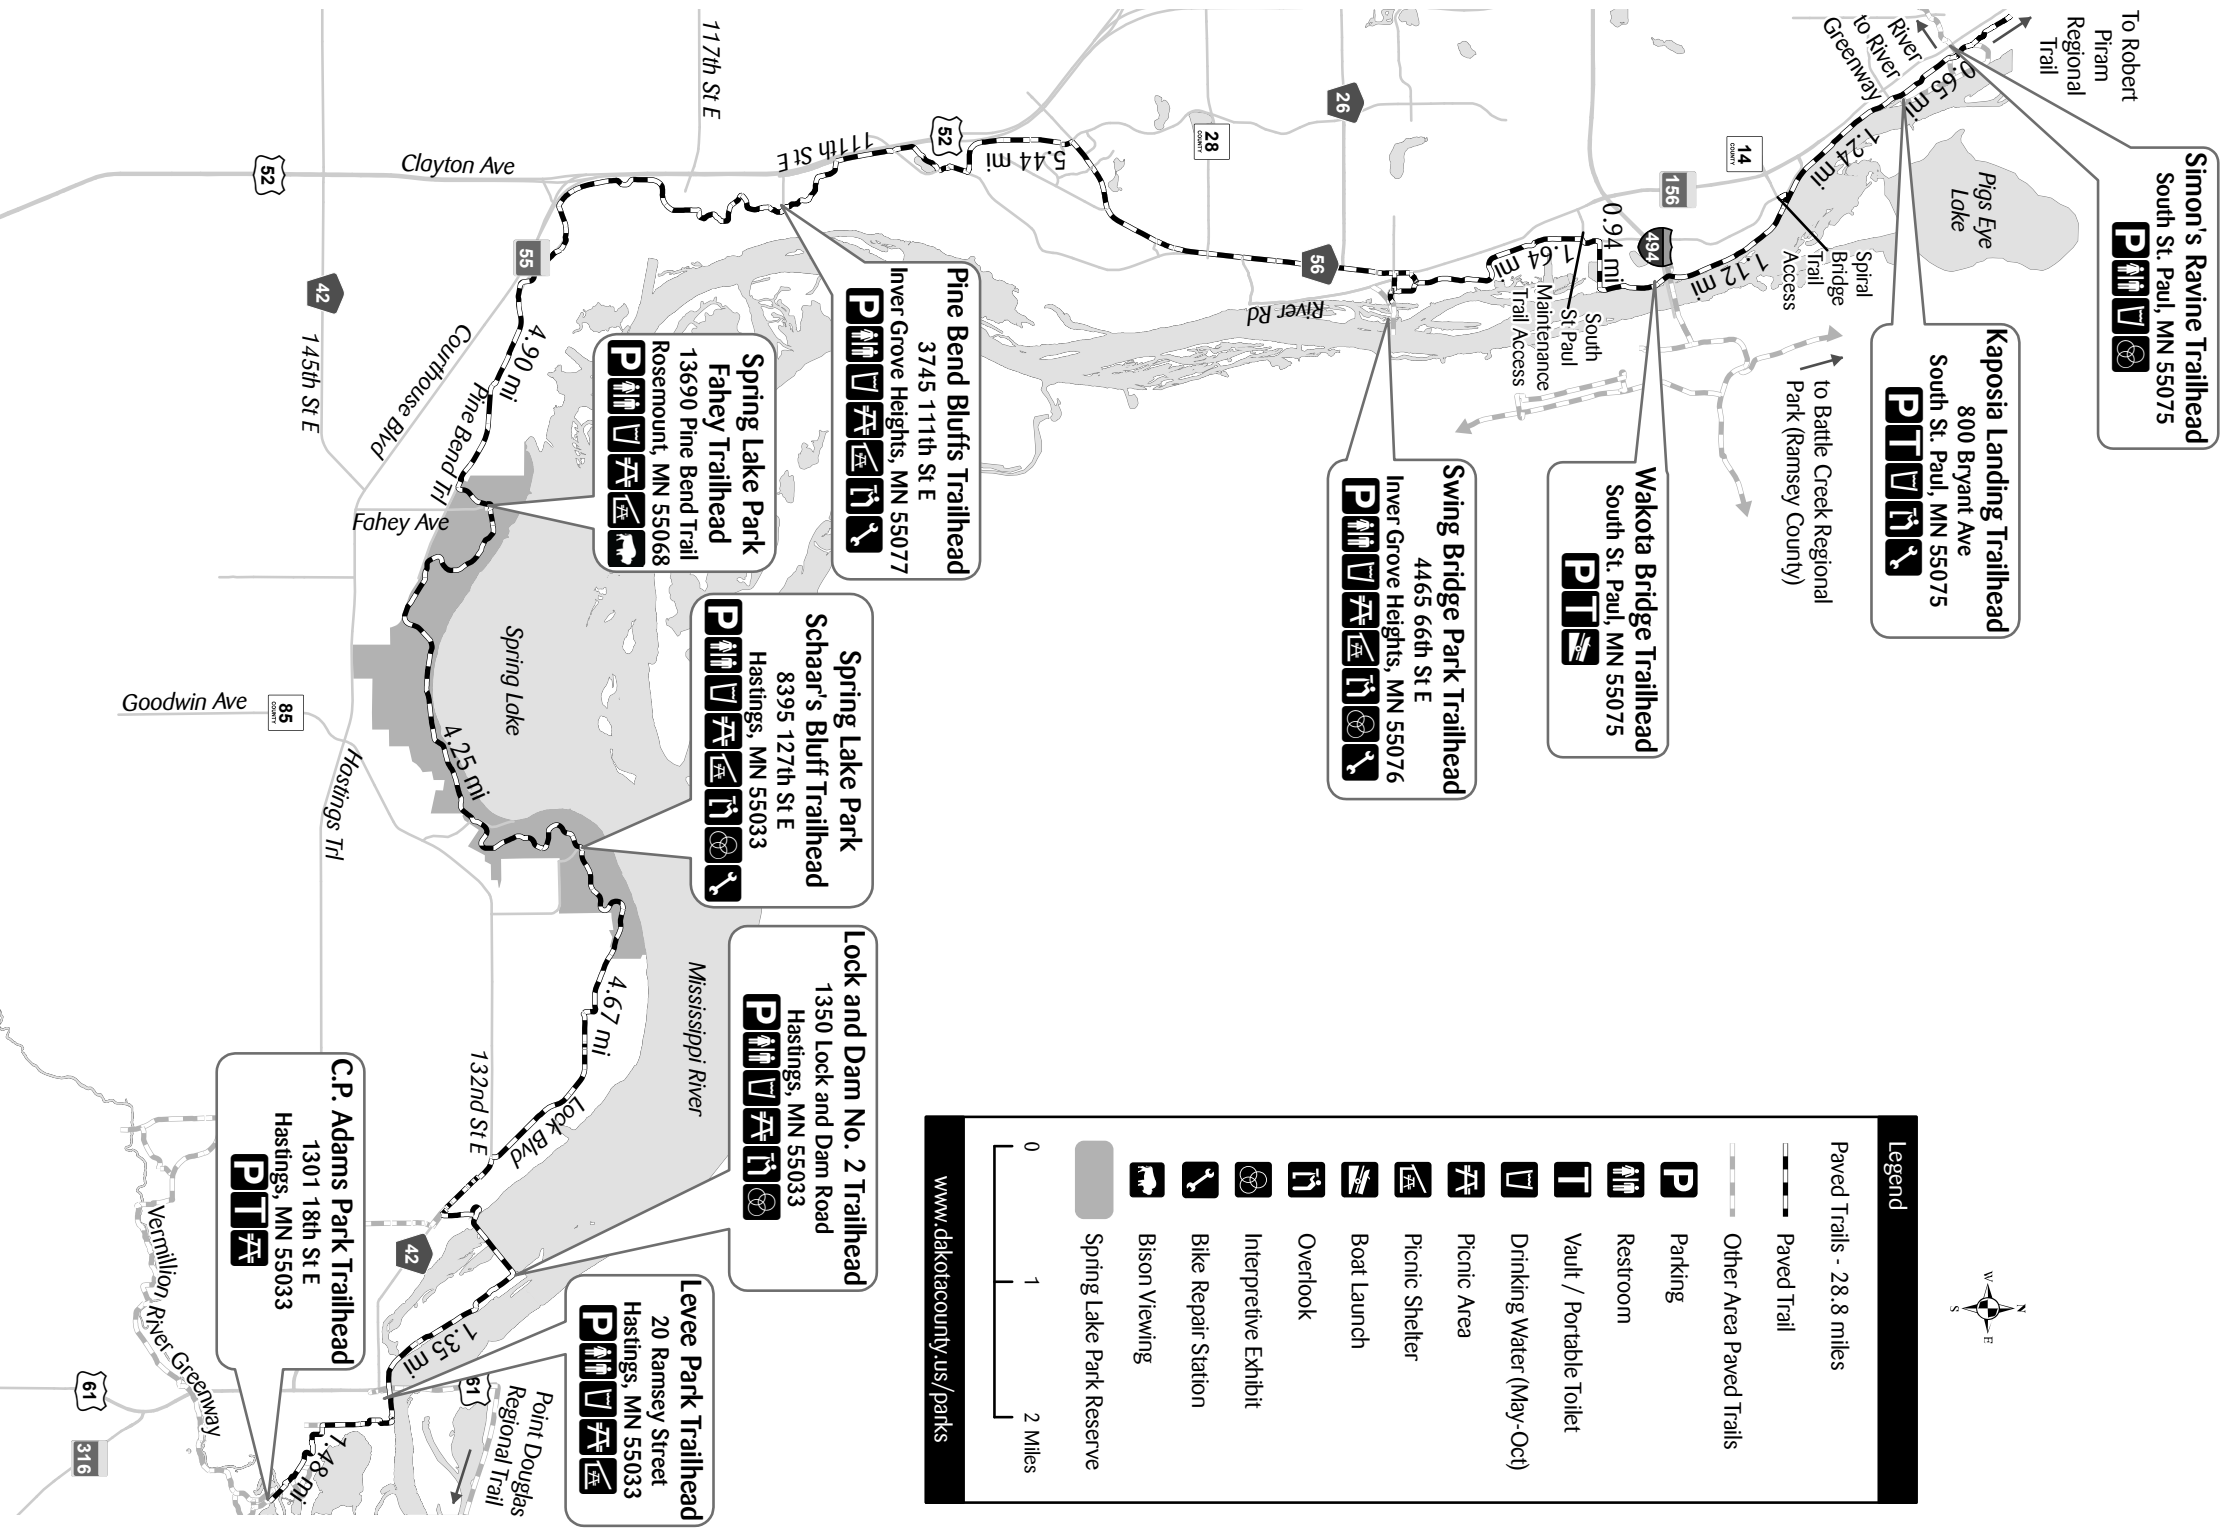 To Robert
Piram
Regional
Trail
River
to River
Greenway
0.65 mi
Simon's Ravine Trailhead
South St. Paul, MN 55075
P
Pigs Eye
Lake
1.24 mi
14
COUNTY
156
Kaposia Landing Trailhead
800 Bryant Ave
South St. Paul, MN 55075
P T
Spiral
Bridge
Trail
Access
1.12 mi
494
to Battle Creek Regional
Park (Ramsey County)
Wakota Bridge Trailhead
South St. Paul, MN 55075
P T
0.94 mi
South
St Paul
Maintenance
Trail Access
1.64 mi
Swing Bridge Park Trailhead
4465 66th St E
Inver Grove Heights, MN 55076
P
26
56
River Rd
28
COUNTY
5.44 mi
52
111th St E
117th St E
Pine Bend Bluffs Trailhead
3745 111th St E
Inver Grove Heights, MN 55077
P
Clayton Ave
52
55
42
145th St E
Courthouse Blvd
4.90 mi
Pine Bend Trl
Fahey Ave
Spring Lake Park
Fahey Trailhead
13690 Pine Bend Trail
Rosemount, MN 55068
P
Spring Lake
Spring Lake Park
Schaar's Bluff Trailhead
8395 127th St E
Hastings, MN 55033
P
Goodwin Ave
85
COUNTY
Hastings Trl
4.25 mi
Mississippi River
4.67 mi
132nd St E
Lock Blvd
Lock and Dam No. 2 Trailhead
1350 Lock and Dam Road
Hastings, MN 55033
P
42
1.35 mi
Levee Park Trailhead
20 Ramsey Street
Hastings, MN 55033
P
61
Point Douglas
Regional Trail
C.P. Adams Park Trailhead
1301 18th St E
Hastings, MN 55033
P T
1.48 mi
Vermillion River Greenway
61
316
N
W
E
S
Legend
Paved Trails - 28.8 miles
Paved Trail
Other Area Paved Trails
P Parking
Restroom
T Vault / Portable Toilet
Drinking Water (May-Oct)
Picnic Area
Picnic Shelter
Boat Launch
Overlook
Interpretive Exhibit
Bike Repair Station
Bison Viewing
Spring Lake Park Reserve
0 1 2 Miles
www.dakotacounty.us/parks